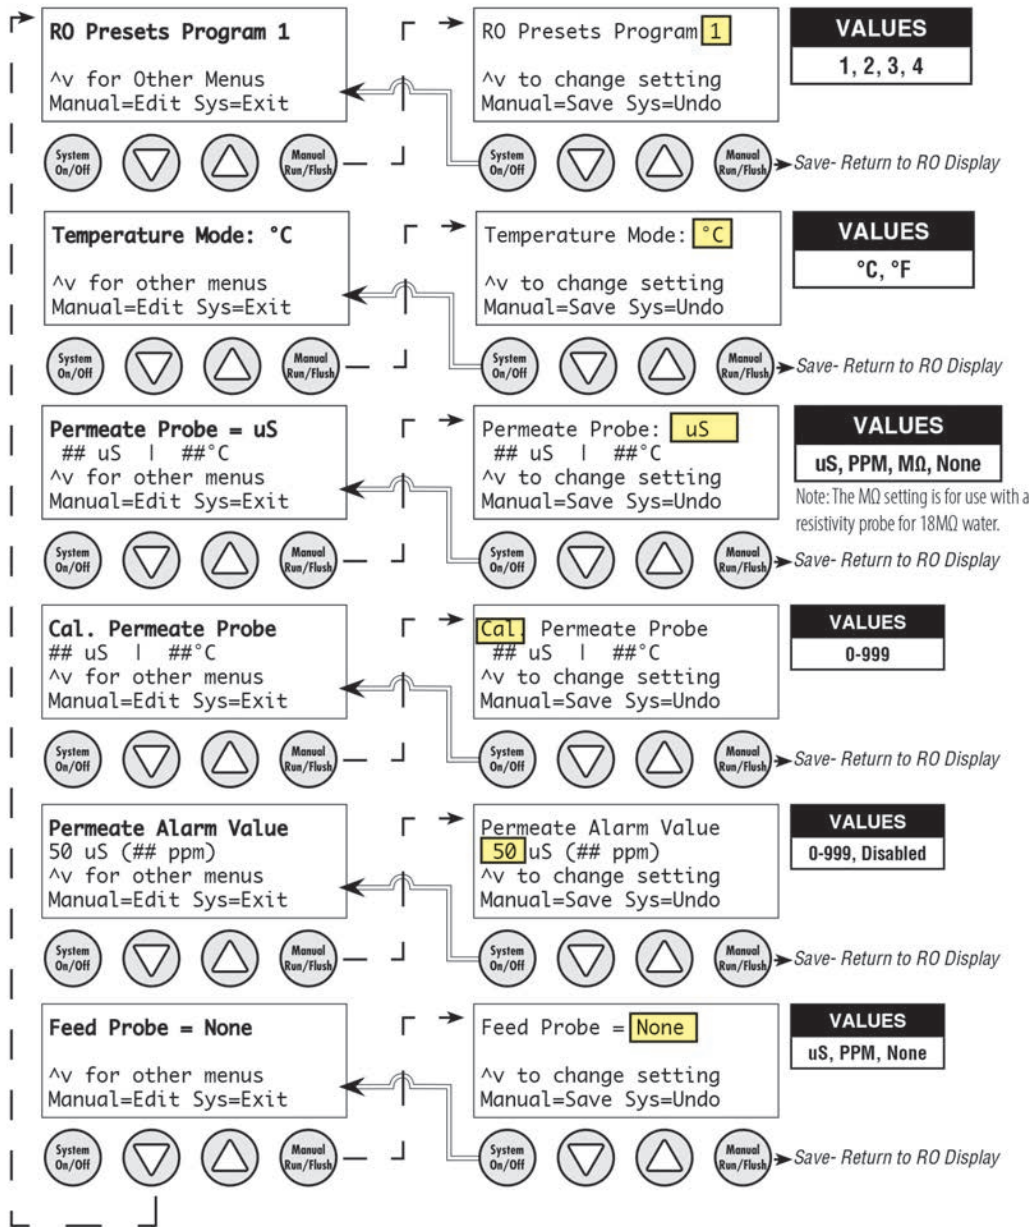 RO Presets Program 1
^v for Other Menus
Manual=Edit Sys=Exit
RO Presets Program 1
^v to change setting
Manual=Save Sys=Undo
VALUES
1, 2, 3, 4
System
On/Off
Manual
Run/Flush
System
On/Off
Manual
Run/Flush
Save- Return to RO Display
Temperature Mode: °C
^v for other menus
Manual=Edit Sys=Exit
Temperature Mode: °C
^v to change setting
Manual=Save Sys=Undo
VALUES
°C, °F
System
On/Off
Manual
Run/Flush
System
On/Off
Manual
Run/Flush
Save- Return to RO Display
Permeate Probe = uS
## uS | ##°C
^v for other menus
Manual=Edit Sys=Exit
Permeate Probe: uS
## uS | ##°C
^v to change setting
Manual=Save Sys=Undo
VALUES
uS, PPM, MΩ, None
Note: The MΩ setting is for use with a
resistivity probe for 18MΩ water.
System
On/Off
Manual
Run/Flush
System
On/Off
Manual
Run/Flush
Save- Return to RO Display
Cal. Permeate Probe
## uS | ##°C
^v for other menus
Manual=Edit Sys=Exit
Cal. Permeate Probe
## uS | ##°C
^v to change setting
Manual=Save Sys=Undo
VALUES
0-999
System
On/Off
Manual
Run/Flush
System
On/Off
Manual
Run/Flush
Save- Return to RO Display
Permeate Alarm Value
50 uS (## ppm)
^v for other menus
Manual=Edit Sys=Exit
Permeate Alarm Value
50 uS (## ppm)
^v to change setting
Manual=Save Sys=Undo
VALUES
0-999, Disabled
System
On/Off
Manual
Run/Flush
System
On/Off
Manual
Run/Flush
Save- Return to RO Display
Feed Probe = None
^v for other menus
Manual=Edit Sys=Exit
Feed Probe = None
^v to change setting
Manual=Save Sys=Undo
VALUES
uS, PPM, None
System
On/Off
Manual
Run/Flush
System
On/Off
Manual
Run/Flush
Save- Return to RO Display